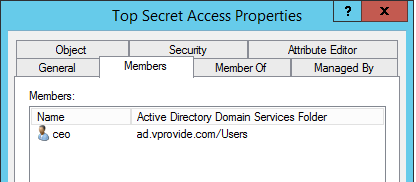 Top Secret Access Properties
?
x
Object Security Attribute Editor
General Members Member Of Managed By
Members:
Name Active Directory Domain Services Folder
ceo ad.vprovide.com/Users